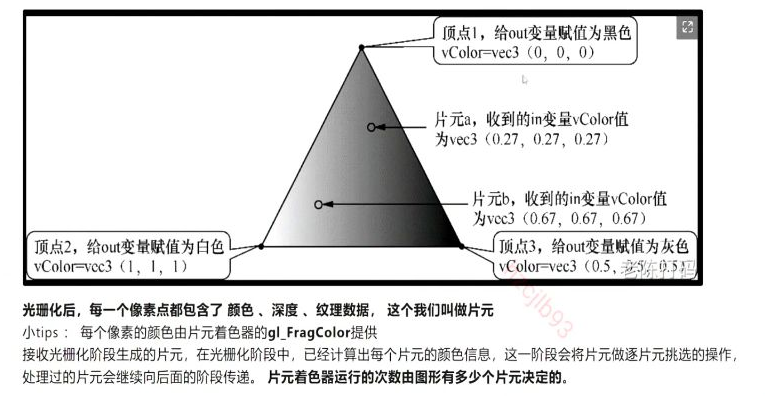 顶点1，给out变量赋值为黑色
vColor=vec3（0，0，0）
片元a，收到的in变量vColor值
为vec3（0.27，0.27，0.27）
片元b，收到的in变量vColor值
为vec3（0.67，0.67，0.67）
顶点2，给out变量赋值为白色
vColor=vec3（1，1，1）
顶点3，给out变量赋值为灰色
vColor=vec3（0.5，0.5，0.5）
老陈打码
光珊化后，每一个像素点都包含了 颜色 、深度 、纹理数据， 这个我们叫做片元
小tips ： 每个像素的颜色由片元着色器的gl_FragColor提供
接收光栅化阶段生成的片元，在光栅化阶段中，已经计算出每个片元的颜色信息，这一阶段会将片元做逐片元挑选的操作，
处理过的片元会继续向后面的阶段传递。 片元着色器运行的次数由图形有多少个片元决定的。